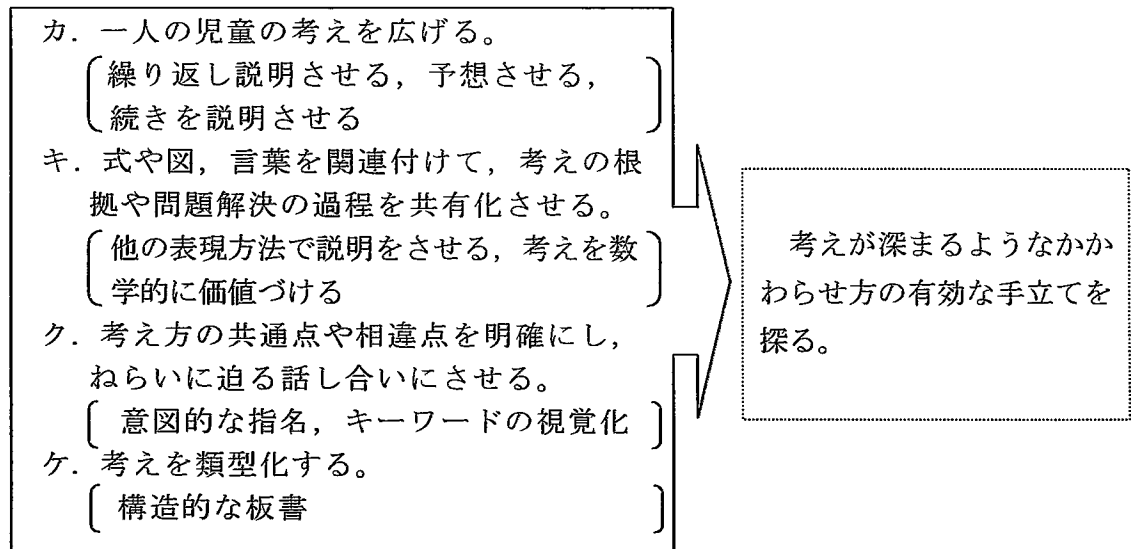 カ．一人の児童の考えを広げる。
繰り返し説明させる，予想させる，
続きを説明させる
キ．式や図，言葉を関連付けて，考えの根
拠や問題解決の過程を共有化させる。
他の表現方法で説明をさせる，考えを数
学的に価値づける
ク．考え方の共通点や相違点を明確にし，
ねらいに迫る話し合いにさせる。
意図的な指名，キーワードの視覚化
ケ．考えを類型化する。
構造的な板書
考えが深まるようなかか
わらせ方の有効な手立てを
探る。